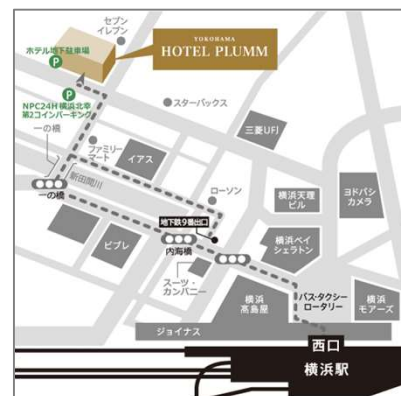 セブン
イレブン
YOKOHAMA
HOTEL PLUMM
ホテル地下駐車場
P
P
NPC24H横浜北幸
第2コインパーキング
スターバックス
三菱UFJ
一の橋
ファミリー
マート
イアス
新田間川
ローソン
一の橋
地下鉄9番出口
横浜天理
ビル
ヨドバシ
カメラ
ビブレ
内海橋
横浜ベイ
シェラトン
スーツ・
カンパニー
横浜
高島屋
バス・タクシー
ロータリー
横浜
モアーズ
ジョイナス
西口
横浜駅